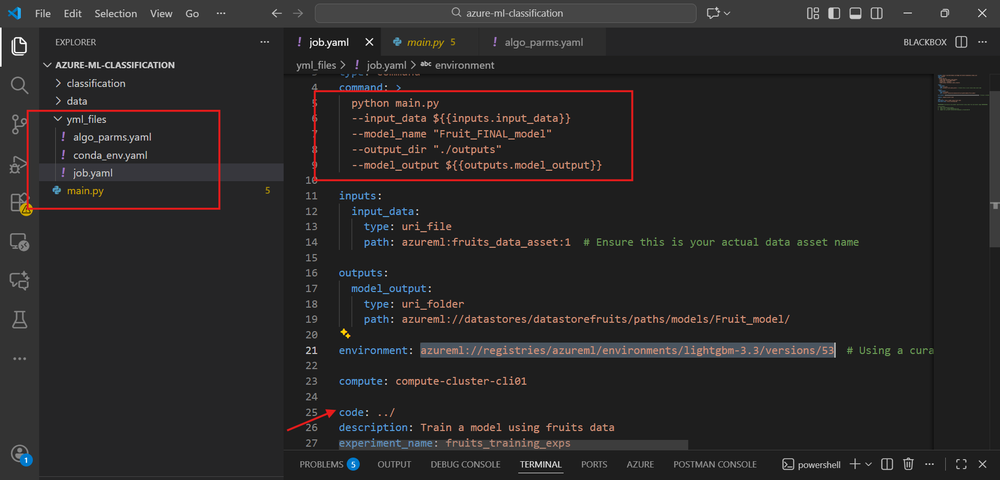 File Edit Selection View Go ···
azure-ml-classification
EXPLORER
AZURE-ML-CLASSIFICATION
classification
data
yml_files
! algo_parms.yaml
! conda_env.yaml
! job.yaml
main.py 5
1
! job.yaml
main.py 5
! algo_parms.yaml
BLACKBOX
yml_files > ! job.yaml > abc environment
3 type: command
4 command: >
5 python main.py
6 --input_data ${{inputs.input_data}}
7 --model_name "Fruit_FINAL_model"
8 --output_dir "./outputs"
9 --model_output ${{outputs.model_output}}
10
11 inputs:
12 input_data:
13 type: uri_file
14 path: azureml:fruits_data_asset:1 # Ensure this is your actual data asset name
15
16 outputs:
17 model_output:
18 type: uri_folder
19 path: azureml://datastores/datastorefruits/paths/models/Fruit_model/
20
21 environment: azureml://registries/azureml/environments/lightgbm-3.3/versions/53 # Using a cura
22
23 compute: compute-cluster-cli01
24
25 code: ../
26 description: Train a model using fruits data
27 experiment_name: fruits_training_exps
PROBLEMS 5 OUTPUT DEBUG CONSOLE TERMINAL PORTS AZURE POSTMAN CONSOLE powershell